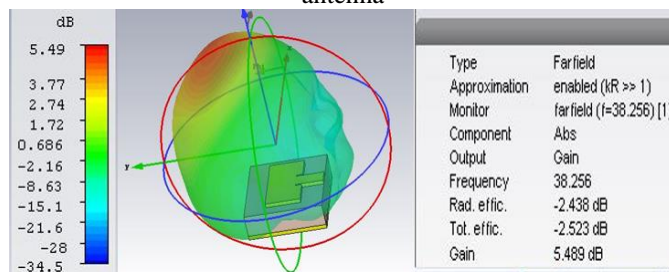 antenna
dB
5.49
3.77
2.74
1.72
0.686
-2.16
-8.63
-15.1
-21.6
-28
-34.5
y
Type Farfield
Approximation enabled (kR >> 1)
Monitor farfield (f=38.256) [1]
Component Abs
Output Gain
Frequency 38.256
Rad. effic. -2.438 dB
Tot. effic. -2.523 dB
Gain 5.489 dB